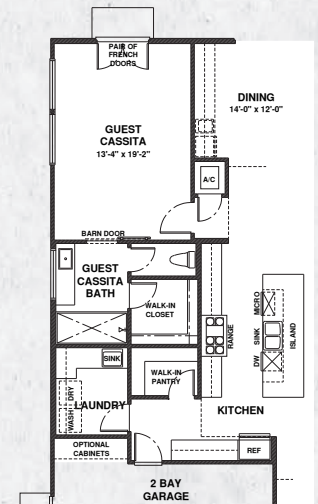 PAIR OF
FRENCH
DOORS
DINING
14'-0" x 12'-0"
GUEST
CASSITA
13'-4" x 19'-2"
A/C
BARN DOOR
GUEST
CASSITA
BATH
WALK-IN
CLOSET
MICRO
SINK
DW
ISLAND
RANGE
SINK
WALK-IN
PANTRY
WASH
DRY
LAUNDRY
KITCHEN
OPTIONAL
CABINETS
REF
2 BAY
GARAGE